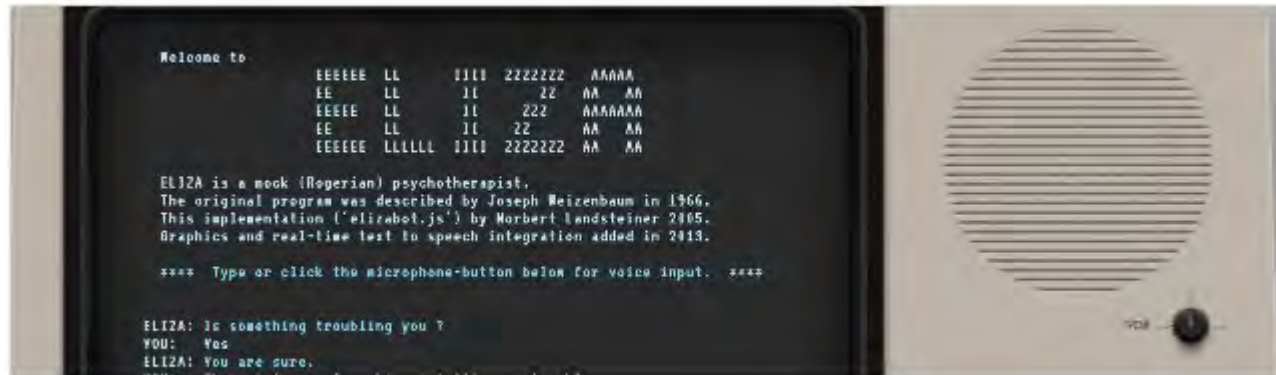 Welcome to
EEEEEE LL IIII ZZZZZZZ AAAAA
EE LL II ZZ AA AA
EEEEE LL II ZZZ AAAAAAA
EE LL II ZZ AA AA
EEEEEE LLLLLL IIII ZZZZZZZ AA AA
ELIZA is a mock (Rogerian) psychotherapist.
The original program was described by Joseph Weizenbaum in 1966.
This implementation ('elizabot.js') by Norbert Landsteiner 2005.
Graphics and real-time text to speech integration added in 2013.
**** Type or click the microphone-button below for voice input. ****
ELIZA: Is something troubling you ?
YOU: Yes
ELIZA: You are sure.